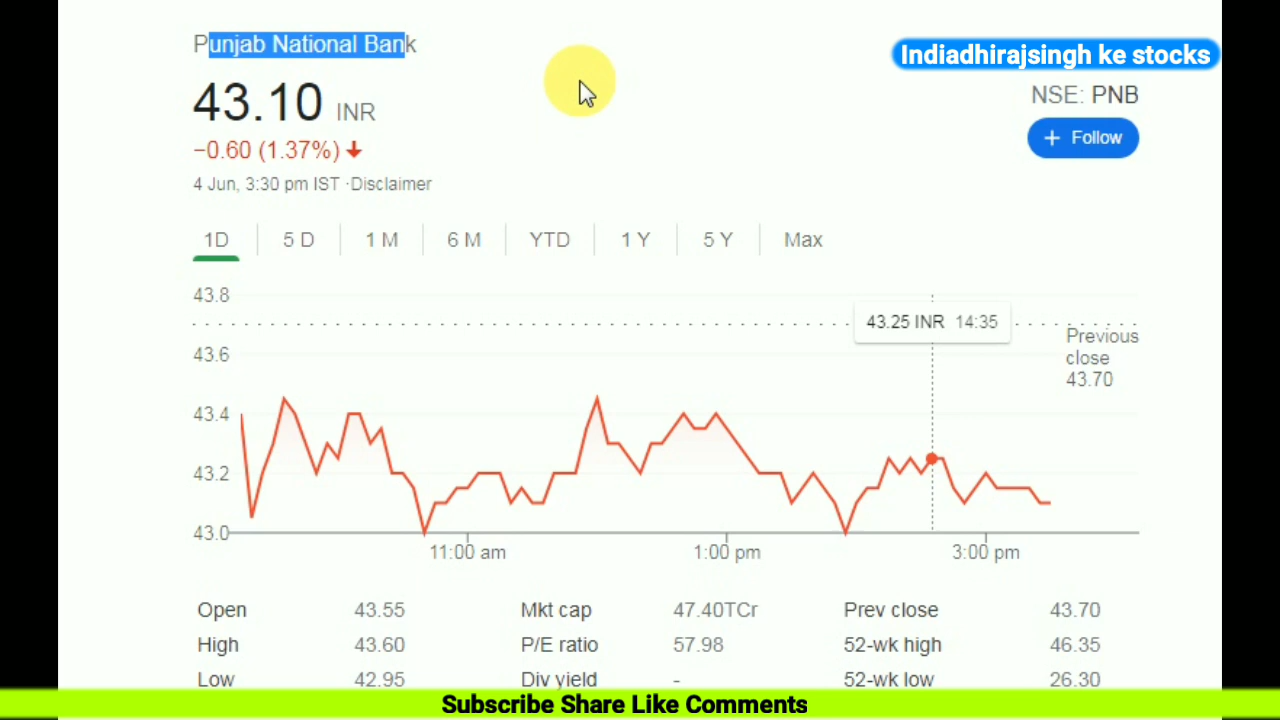 Punjab National Bank
Indiadhirajsingh ke stocks
43.10 INR
NSE: PNB
−0.60 (1.37%)
+ Follow
4 Jun, 3:30 pm IST ·Disclaimer
1D 5 D 1 M 6 M YTD 1 Y 5 Y Max
43.8
43.25 INR 14:35
Previous
close
43.70
43.6
43.4
43.2
43.0
11:00 am 1:00 pm 3:00 pm
Open 43.55 Mkt cap 47.40TCr Prev close 43.70
High 43.60 P/E ratio 57.98 52-wk high 46.35
Low 42.95 Div yield - 52-wk low 26.30
Subscribe Share Like Comments